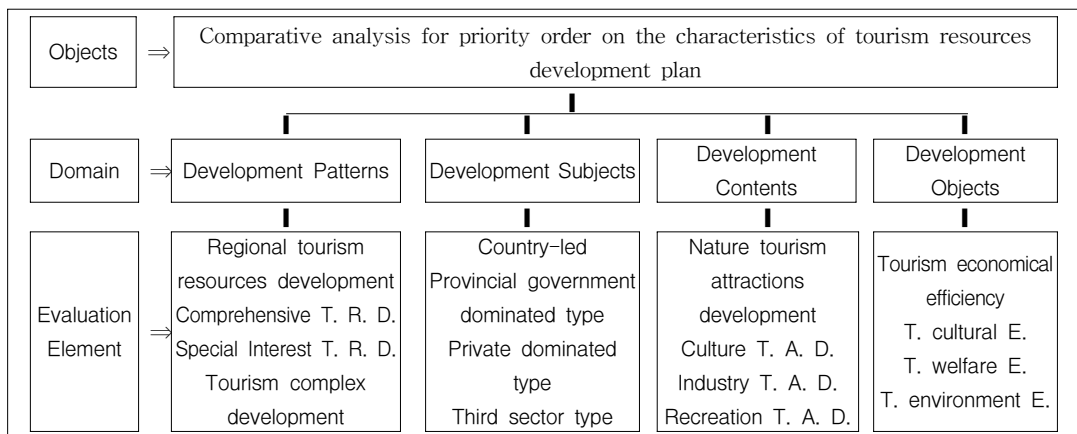 Objects
⇒
Comparative analysis for priority order on the characteristics of tourism resources
development plan
Domain
⇒
Development Patterns
Development Subjects
Development
Contents
Development
Objects
Evaluation
Element
⇒
Regional tourism
resources development
Comprehensive T. R. D.
Special Interest T. R. D.
Tourism complex
development
Country-led
Provincial government
dominated type
Private dominated
type
Third sector type
Nature tourism
attractions
development
Culture T. A. D.
Industry T. A. D.
Recreation T. A. D.
Tourism economical
efficiency
T. cultural E.
T. welfare E.
T. environment E.